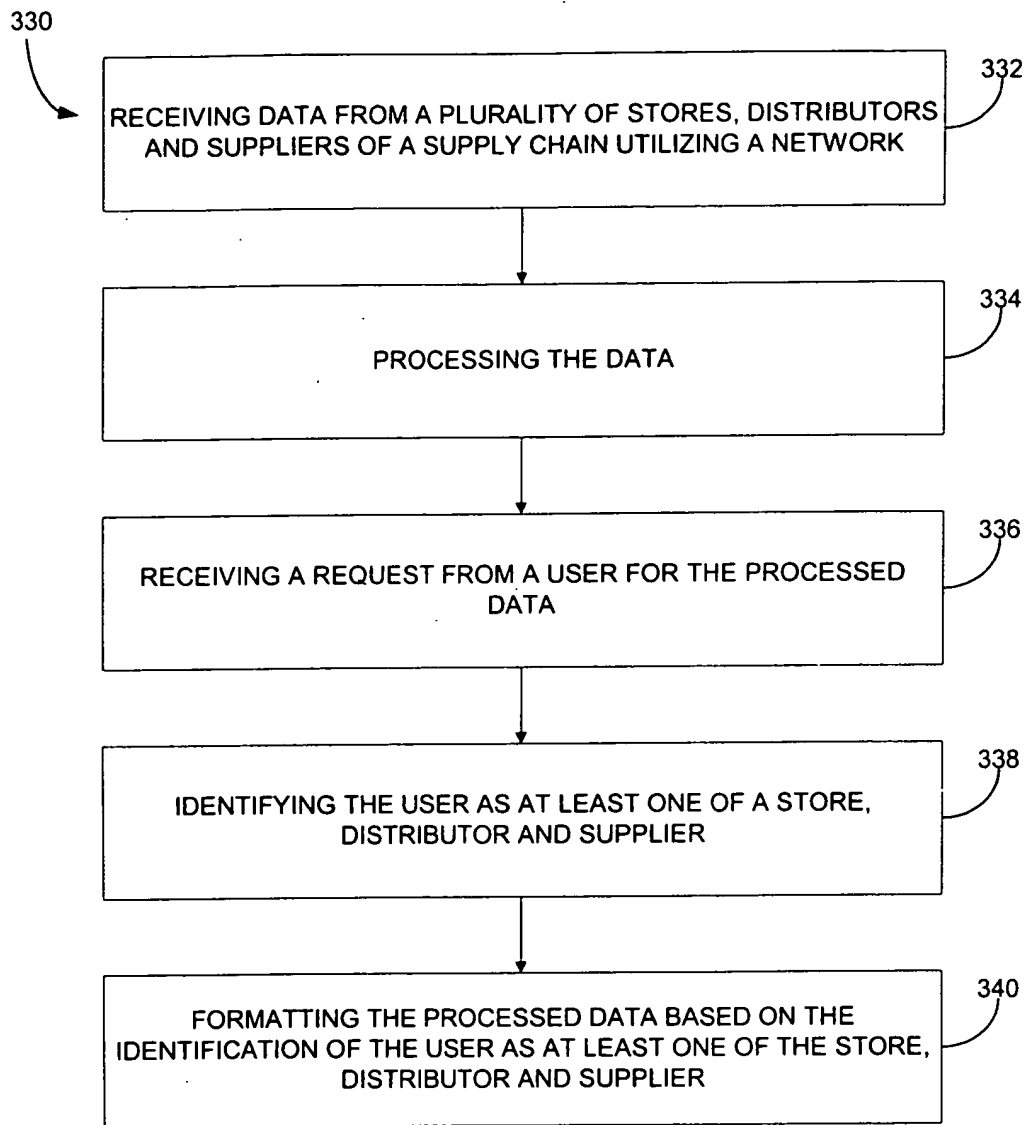 330
332
RECEIVING DATA FROM A PLURALITY OF STORES, DISTRIBUTORS
AND SUPPLIERS OF A SUPPLY CHAIN UTILIZING A NETWORK
334
PROCESSING THE DATA
336
RECEIVING A REQUEST FROM A USER FOR THE PROCESSED
DATA
338
IDENTIFYING THE USER AS AT LEAST ONE OF A STORE,
DISTRIBUTOR AND SUPPLIER
340
FORMATTING THE PROCESSED DATA BASED ON THE
IDENTIFICATION OF THE USER AS AT LEAST ONE OF THE STORE,
DISTRIBUTOR AND SUPPLIER